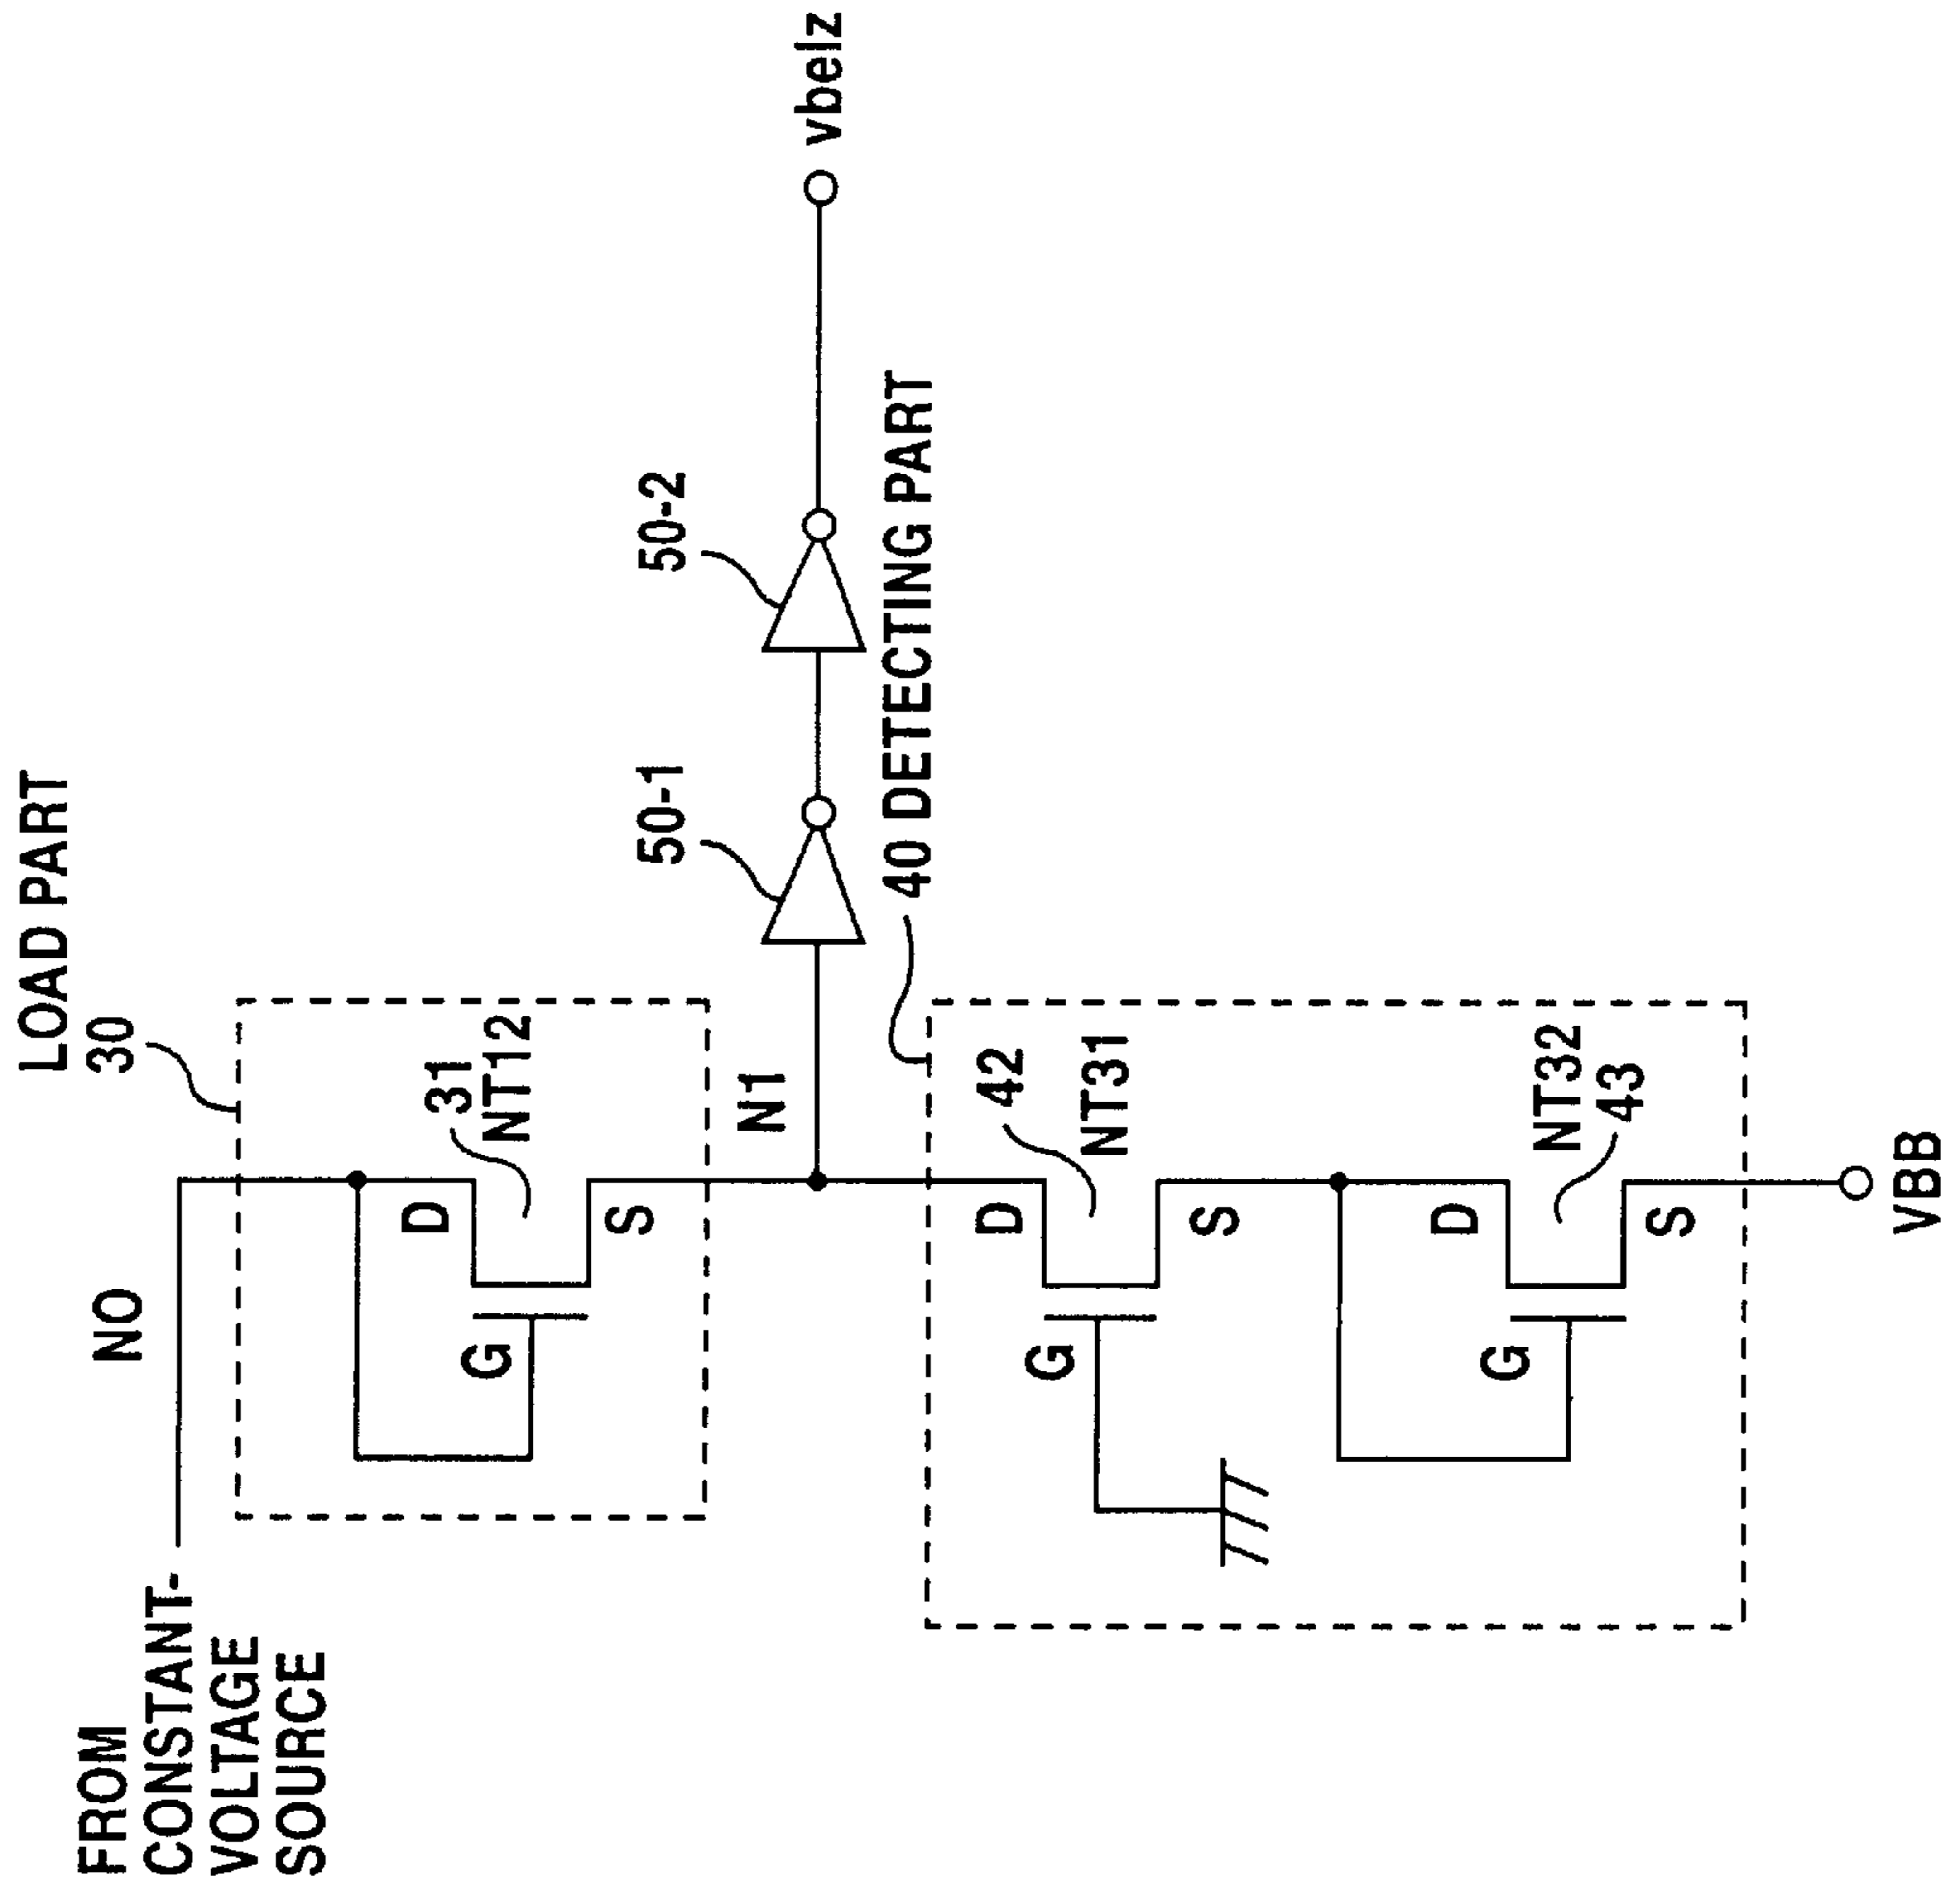 LOAD PART
30
FROM
CONSTANT-
VOLTAGE
SOURCE
N0
31
NT12
D
G
S
N1
50-1
50-2
vbelz
40 DETECTING PART
42
NT31
D
G
S
NT32
43
D
G
S
VBB